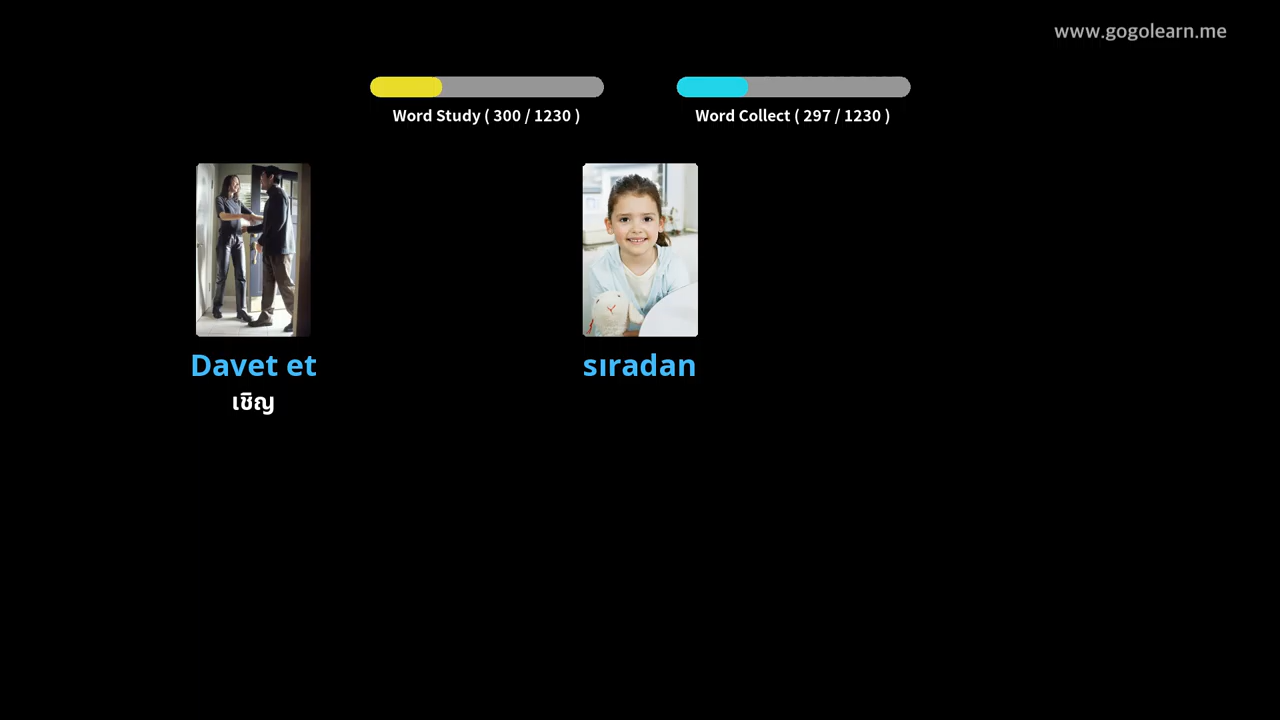 www.gogolearn.me
Word Study ( 300 / 1230 )
Word Collect ( 297 / 1230 )
Davet et
เชิญ
sıradan